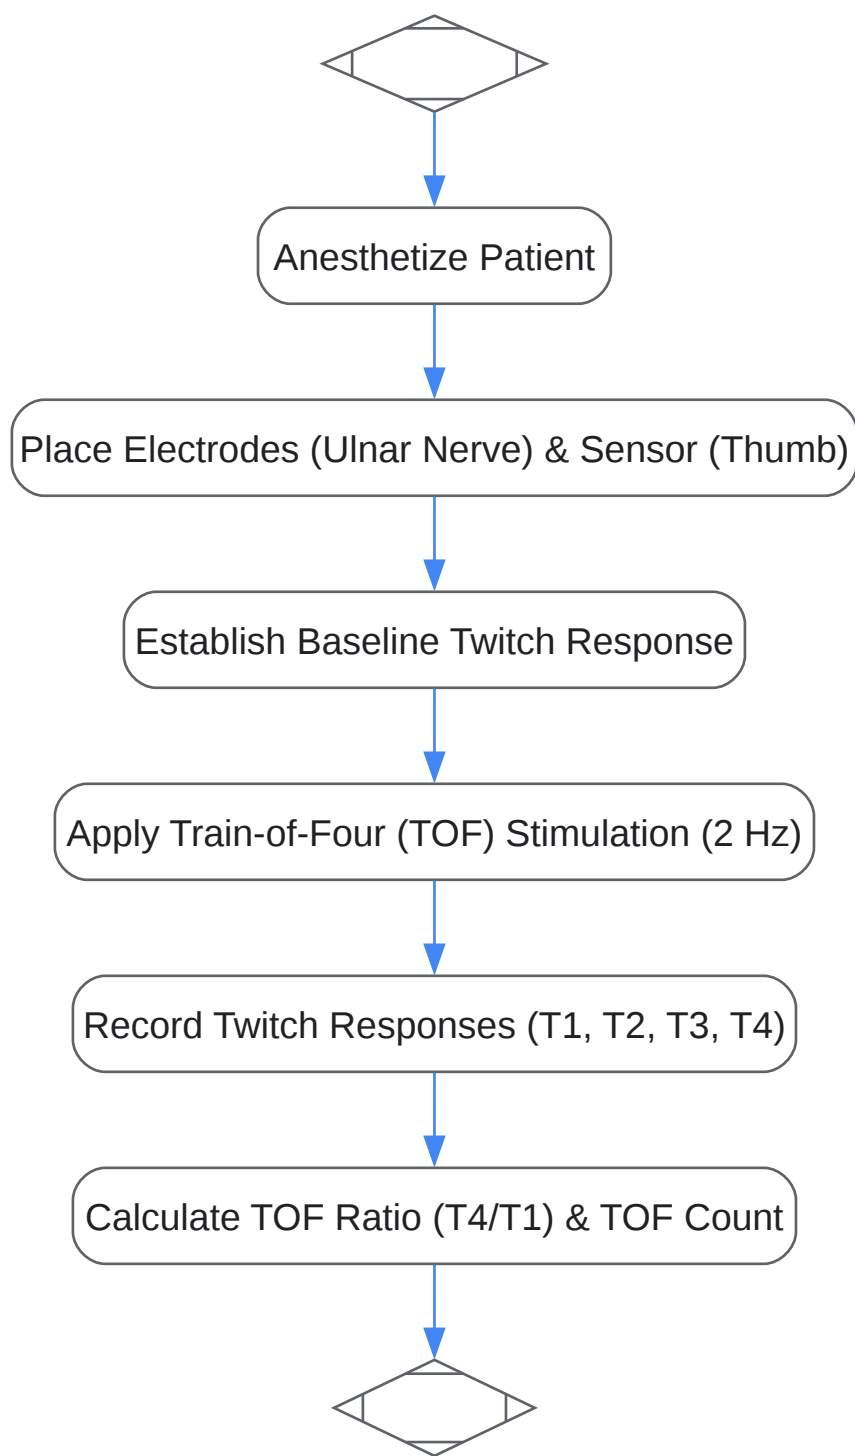 Anesthetize Patient
Place Electrodes (Ulnar Nerve) & Sensor (Thumb)
Establish Baseline Twitch Response
Apply Train-of-Four (TOF) Stimulation (2 Hz)
Record Twitch Responses (T1, T2, T3, T4)
Calculate TOF Ratio (T4/T1) & TOF Count